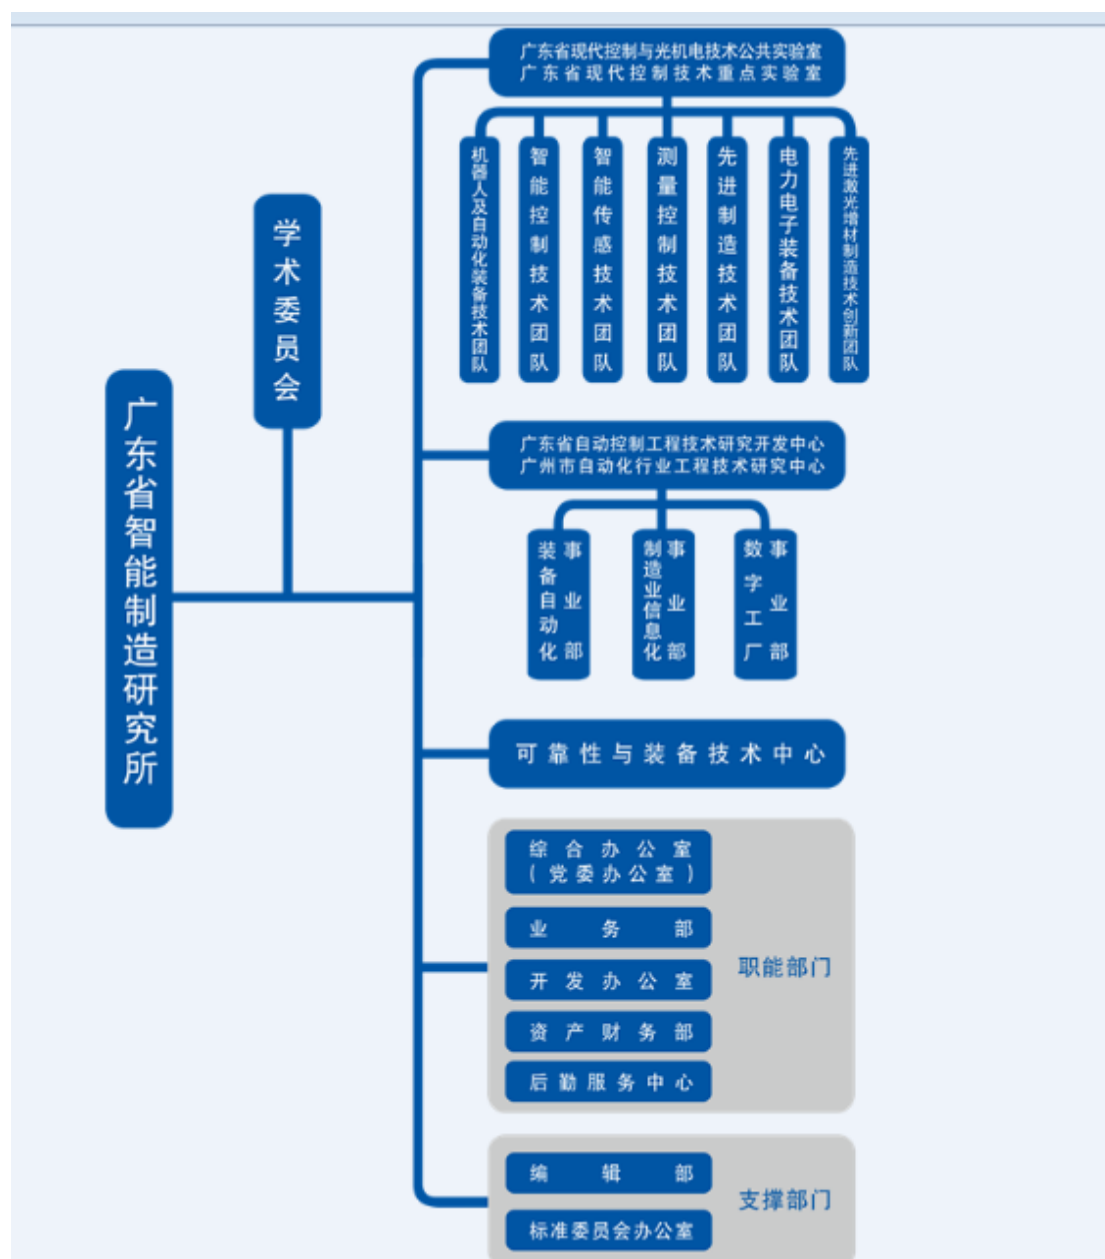 广东省智能制造研究所
学术委员会
广东省现代控制与光机电技术公共实验室
广东省现代控制技术重点实验室
机器人及自动化装备技术团队
智能控制技术团队
智能传感技术团队
测量控制技术团队
先进制造技术团队
电力电子装备技术团队
先进激光增材制造技术创新团队
广东省自动控制工程技术研究开发中心
广州市自动化行业工程技术研究中心
装备自动化
事业部
制造业信息化
事业部
数字工厂
事业部
可靠性与装备技术中心
综合办公室
(党委办公室)
业务部
开发办公室
资产财务部
后勤服务中心
职能部门
编辑部
标准委员会办公室
支撑部门